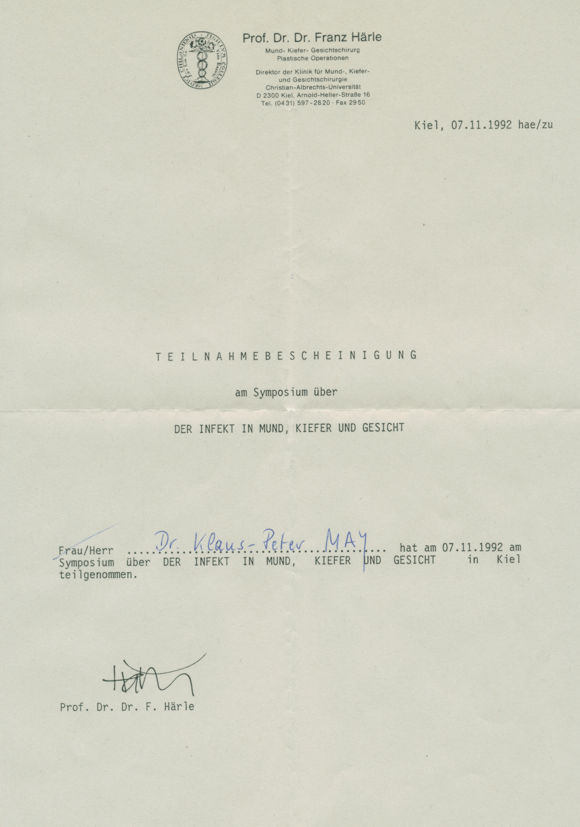 Prof. Dr. Dr. Franz Härle
Mund- Kiefer- Gesichtschirurg
Plastische Operationen
Direktor der Klinik für Mund-, Kiefer-
und Gesichtschirurgie
Christian-Albrechts-Universität
D 2300 Kiel, Arnold-Heller-Straße 16
Tel. (0431) 597-2820 · Fax 2950
Kiel, 07.11.1992 hae/zu
TEILNAHMEBESCHEINIGUNG
am Symposium über
DER INFEKT IN MUND, KIEFER UND GESICHT
Frau/Herr Dr. Klaus-Peter MAY hat am 07.11.1992 am
Symposium über DER INFEKT IN MUND, KIEFER UND GESICHT in Kiel
teilgenommen.
Prof. Dr. Dr. F. Härle